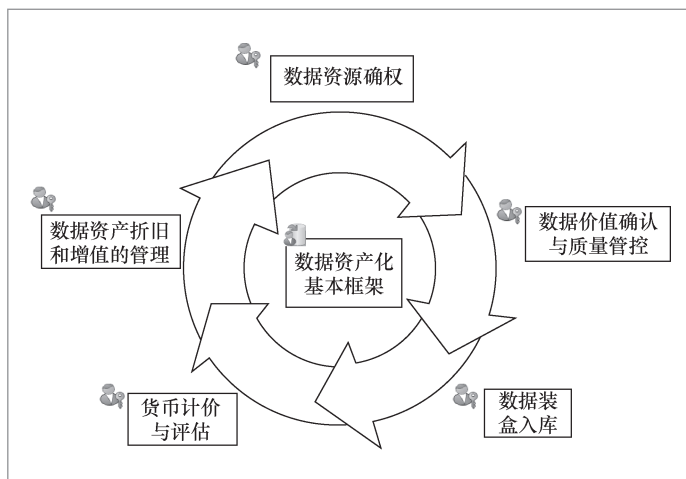 数据资源确权
数据价值确认
与质量管控
数据装
盒入库
货币计价
与评估
数据资产折旧
和增值的管理
数据资产化
基本框架